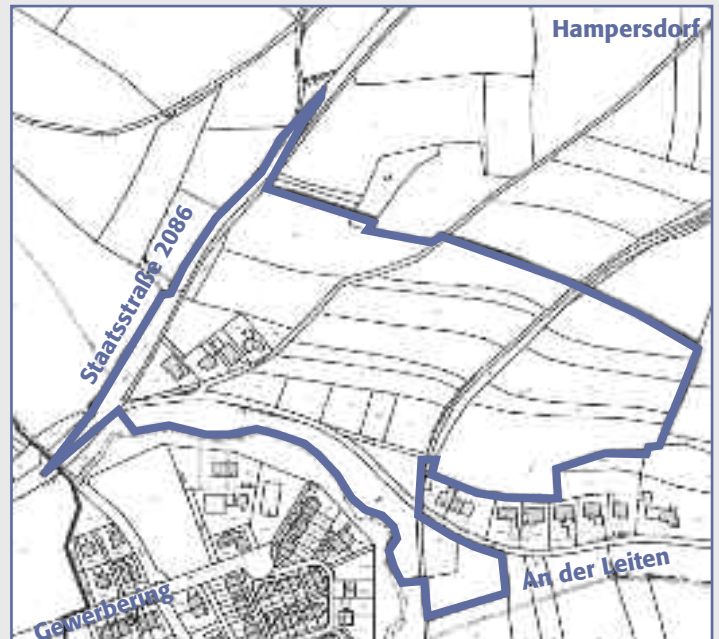 Hampersdorf
Staatsstraße 2086
An der Leiten
Gewerbering